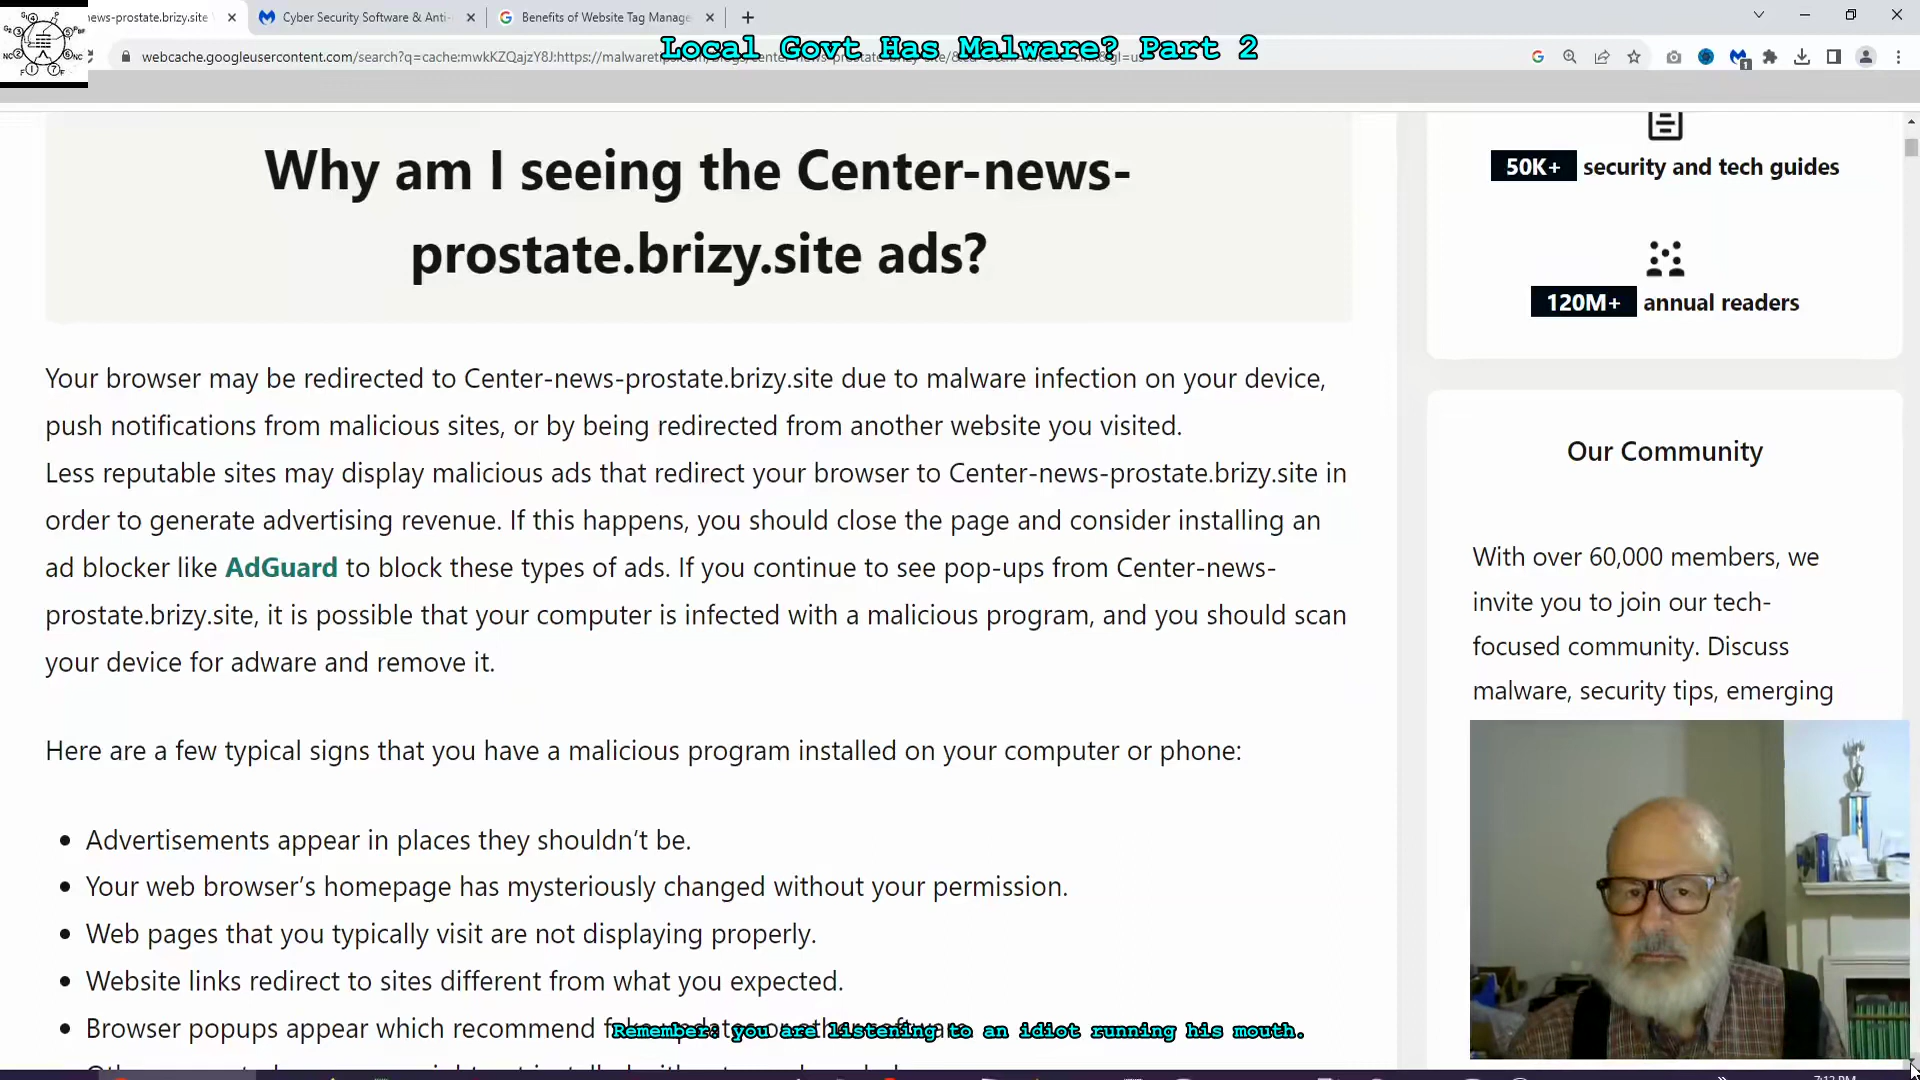 news-prostate.brizy.site
Cyber Security Software & Anti-
Benefits of Website Tag Manage
Local Govt Has Malware? Part 2
webcache.googleusercontent.com/search?q=cache:mwkKZQajzY8J:https://malwaretips.com/blogs/center-news-prostate-brizy-site/
Why am I seeing the Center-news-
prostate.brizy.site ads?
Your browser may be redirected to Center-news-prostate.brizy.site due to malware infection on your device,
push notifications from malicious sites, or by being redirected from another website you visited.
Less reputable sites may display malicious ads that redirect your browser to Center-news-prostate.brizy.site in
order to generate advertising revenue. If this happens, you should close the page and consider installing an
ad blocker like AdGuard to block these types of ads. If you continue to see pop-ups from Center-news-
prostate.brizy.site, it is possible that your computer is infected with a malicious program, and you should scan
your device for adware and remove it.
Here are a few typical signs that you have a malicious program installed on your computer or phone:
Advertisements appear in places they shouldn't be.
Your web browser's homepage has mysteriously changed without your permission.
Web pages that you typically visit are not displaying properly.
Website links redirect to sites different from what you expected.
Browser popups appear which recommend
Remember: you are listening to an idiot running his mouth.
50K+ security and tech guides
120M+ annual readers
Our Community
With over 60,000 members, we
invite you to join our tech-
focused community. Discuss
malware, security tips, emerging